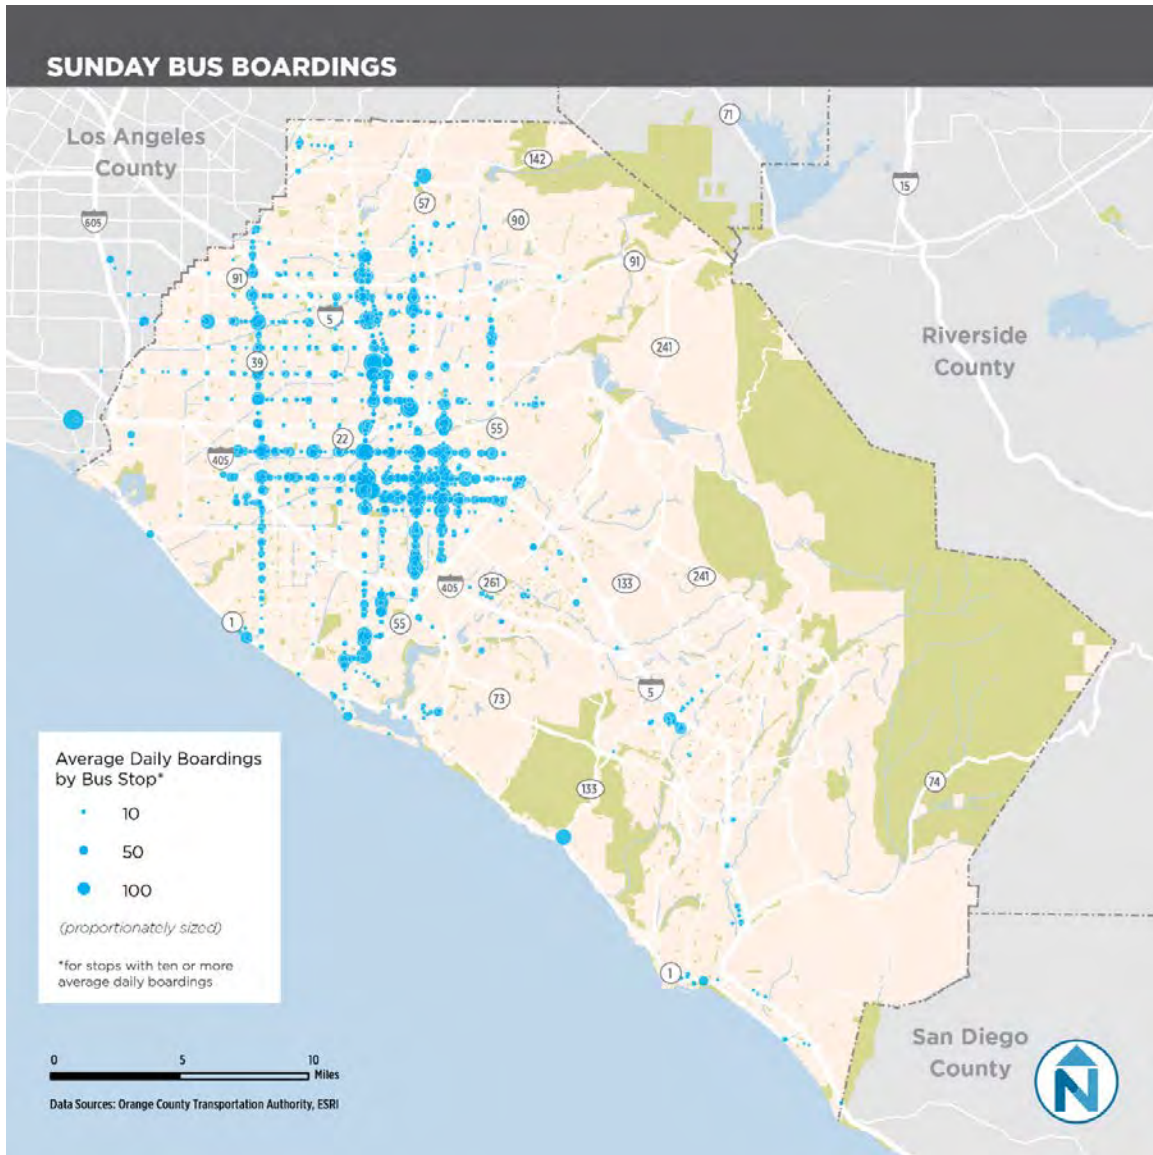 SUNDAY BUS BOARDINGS
Los Angeles
County
71
142
15
605
57
90
91
91
5
241
Riverside
County
39
55
22
405
405
261
133
241
1
55
5
73
133
74
Average Daily Boardings
by Bus Stop*
10
50
100
(proportionately sized)
*for stops with ten or more
average daily boardings
1
San Diego
County
N
0 5 10
Miles
Data Sources: Orange County Transportation Authority, ESRI